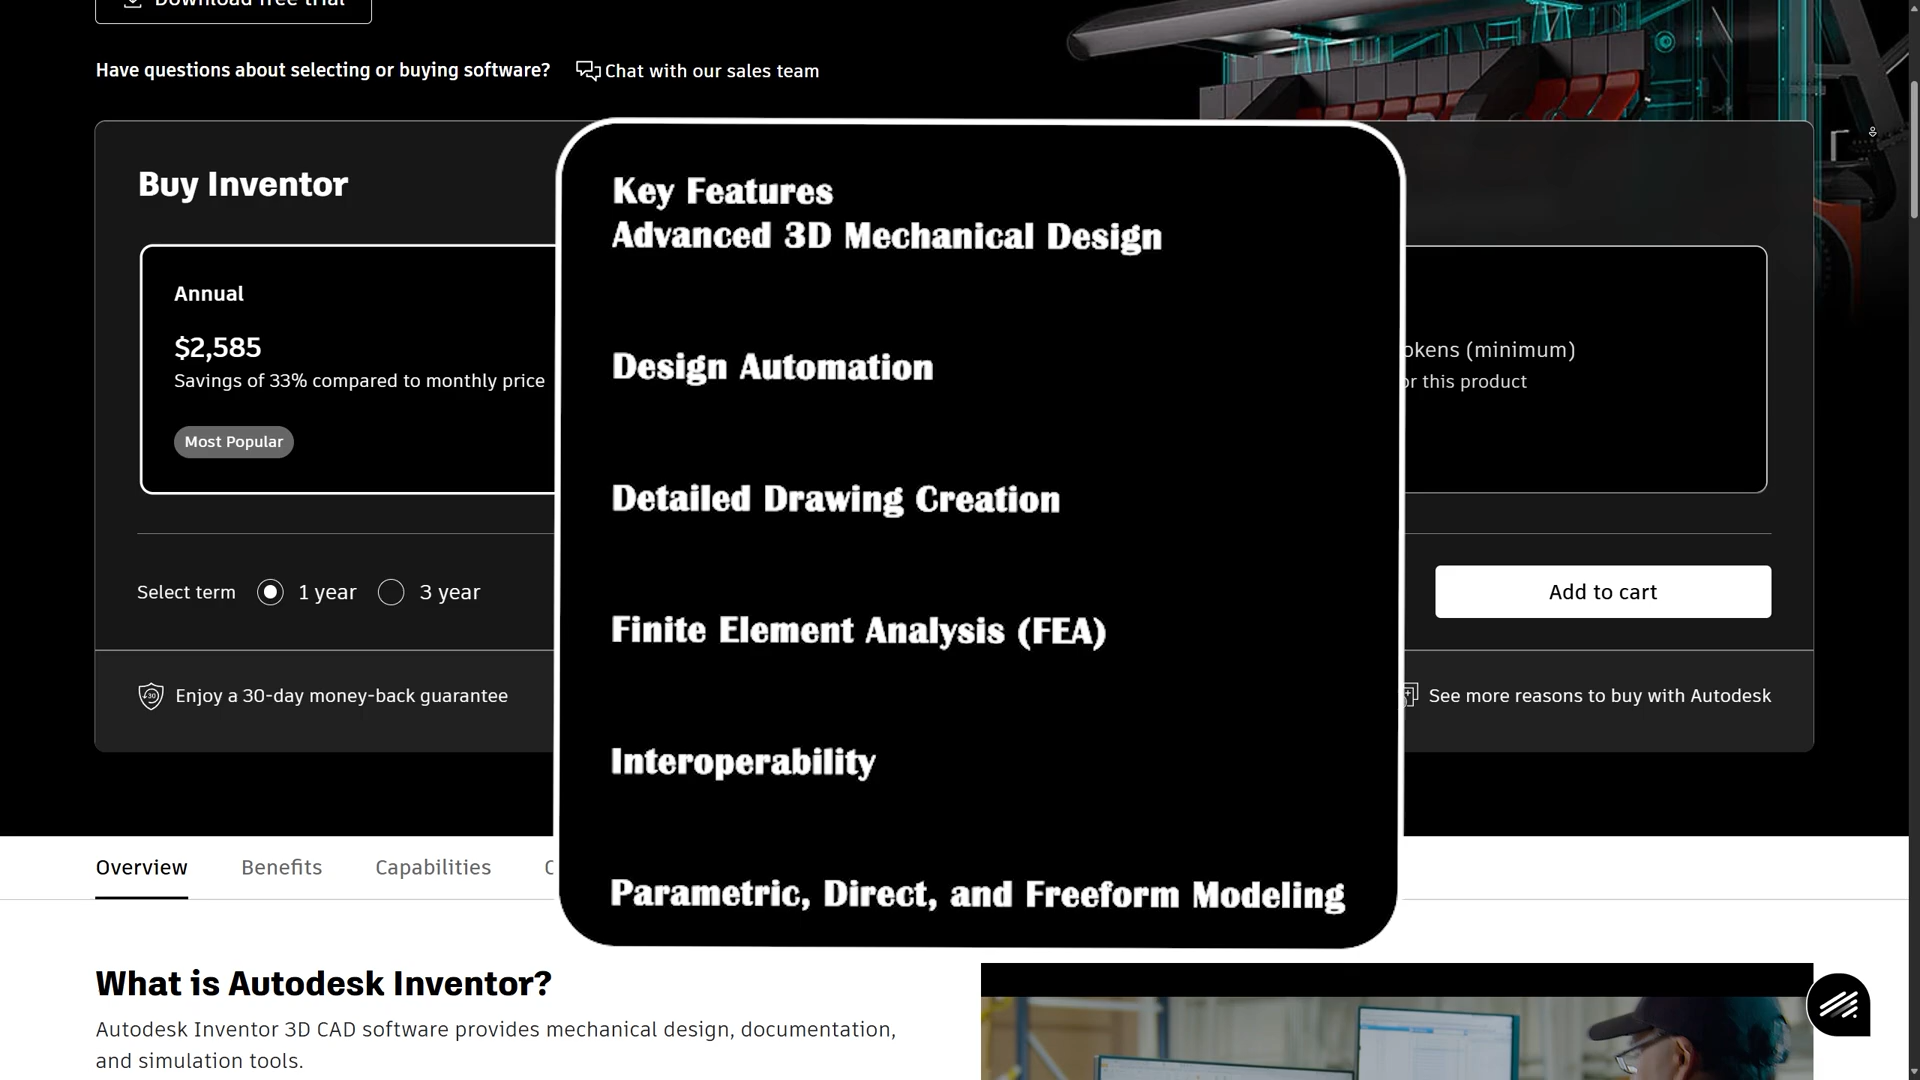 Download free trial
Have questions about selecting or buying software?
Chat with our sales team
Buy Inventor
Annual
$2,585
Savings of 33% compared to monthly price
Most Popular
Select term
1 year
3 year
Enjoy a 30-day money-back guarantee
Key Features
Advanced 3D Mechanical Design
Design Automation
Detailed Drawing Creation
Finite Element Analysis (FEA)
Interoperability
Parametric, Direct, and Freeform Modeling
(minimum)
this product
Add to cart
See more reasons to buy with Autodesk
Overview
Benefits
Capabilities
What is Autodesk Inventor?
Autodesk Inventor 3D CAD software provides mechanical design, documentation,
and simulation tools.